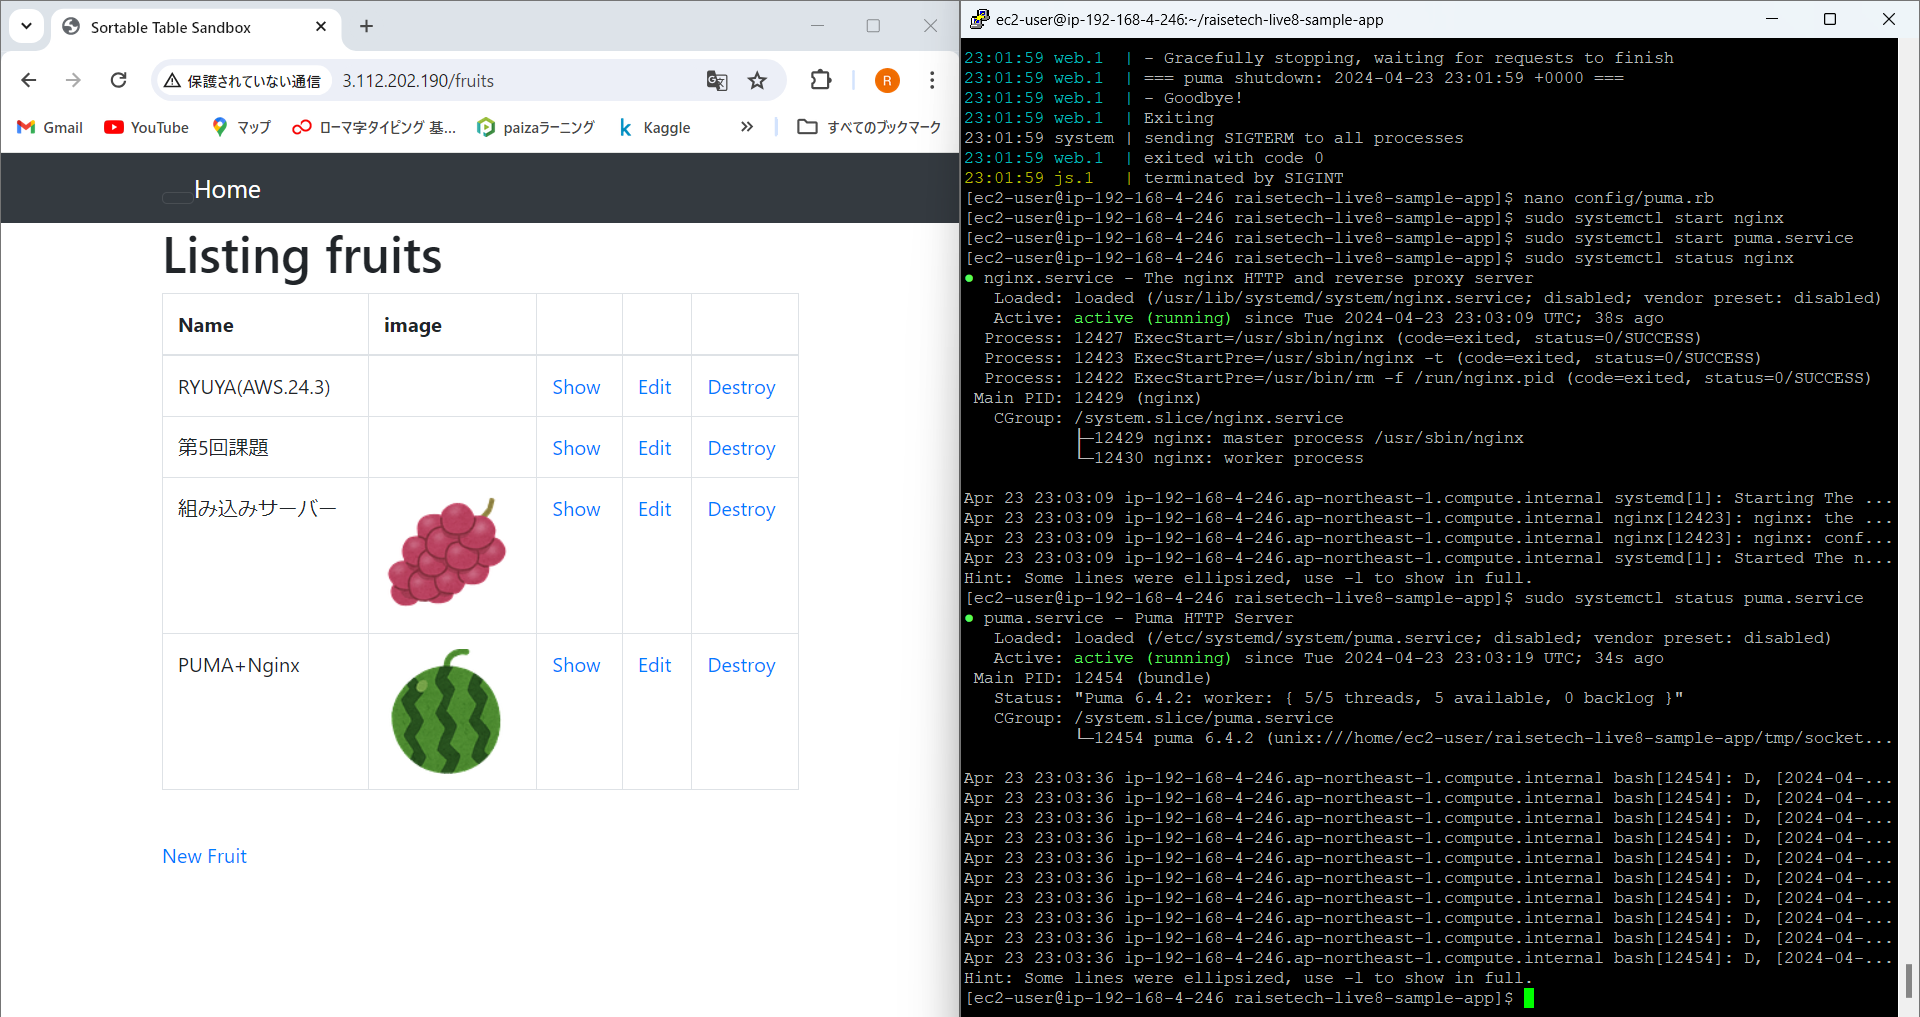 Sortable Table Sandbox
保護されていない通信
3.112.202.190/fruits
R
Gmail
YouTube
マップ
ローマ字タイピング 基...
paizaラーニング
Kaggle
»
すべてのブックマーク
Home
Listing fruits
Name image
RYUYA(AWS.24.3) Show Edit Destroy
第5回課題 Show Edit Destroy
組み込みサーバー Show Edit Destroy
PUMA+Nginx Show Edit Destroy
New Fruit
ec2-user@ip-192-168-4-246:~/raisetech-live8-sample-app
23:01:59 web.1  | - Gracefully stopping, waiting for requests to finish
23:01:59 web.1  | === puma shutdown: 2024-04-23 23:01:59 +0000 ===
23:01:59 web.1  | - Goodbye!
23:01:59 web.1  | Exiting
23:01:59 system | sending SIGTERM to all processes
23:01:59 web.1  | exited with code 0
23:01:59 js.1   | terminated by SIGINT
[ec2-user@ip-192-168-4-246 raisetech-live8-sample-app]$ nano config/puma.rb
[ec2-user@ip-192-168-4-246 raisetech-live8-sample-app]$ sudo systemctl start nginx
[ec2-user@ip-192-168-4-246 raisetech-live8-sample-app]$ sudo systemctl start puma.service
[ec2-user@ip-192-168-4-246 raisetech-live8-sample-app]$ sudo systemctl status nginx
● nginx.service - The nginx HTTP and reverse proxy server
   Loaded: loaded (/usr/lib/systemd/system/nginx.service; disabled; vendor preset: disabled)
   Active: active (running) since Tue 2024-04-23 23:03:09 UTC; 38s ago
  Process: 12427 ExecStart=/usr/sbin/nginx (code=exited, status=0/SUCCESS)
  Process: 12423 ExecStartPre=/usr/sbin/nginx -t (code=exited, status=0/SUCCESS)
  Process: 12422 ExecStartPre=/usr/bin/rm -f /run/nginx.pid (code=exited, status=0/SUCCESS)
 Main PID: 12429 (nginx)
   CGroup: /system.slice/nginx.service
           ├─12429 nginx: master process /usr/sbin/nginx
           └─12430 nginx: worker process
Apr 23 23:03:09 ip-192-168-4-246.ap-northeast-1.compute.internal systemd[1]: Starting The ...
Apr 23 23:03:09 ip-192-168-4-246.ap-northeast-1.compute.internal nginx[12423]: nginx: the ...
Apr 23 23:03:09 ip-192-168-4-246.ap-northeast-1.compute.internal nginx[12423]: nginx: conf...
Apr 23 23:03:09 ip-192-168-4-246.ap-northeast-1.compute.internal systemd[1]: Started The n...
Hint: Some lines were ellipsized, use -l to show in full.
[ec2-user@ip-192-168-4-246 raisetech-live8-sample-app]$ sudo systemctl status puma.service
● puma.service - Puma HTTP Server
   Loaded: loaded (/etc/systemd/system/puma.service; disabled; vendor preset: disabled)
   Active: active (running) since Tue 2024-04-23 23:03:19 UTC; 34s ago
 Main PID: 12454 (bundle)
   Status: "Puma 6.4.2: worker: { 5/5 threads, 5 available, 0 backlog }"
   CGroup: /system.slice/puma.service
           └─12454 puma 6.4.2 (unix:///home/ec2-user/raisetech-live8-sample-app/tmp/socket...
Apr 23 23:03:36 ip-192-168-4-246.ap-northeast-1.compute.internal bash[12454]: D, [2024-04-...
Apr 23 23:03:36 ip-192-168-4-246.ap-northeast-1.compute.internal bash[12454]: D, [2024-04-...
Apr 23 23:03:36 ip-192-168-4-246.ap-northeast-1.compute.internal bash[12454]: D, [2024-04-...
Apr 23 23:03:36 ip-192-168-4-246.ap-northeast-1.compute.internal bash[12454]: D, [2024-04-...
Apr 23 23:03:36 ip-192-168-4-246.ap-northeast-1.compute.internal bash[12454]: D, [2024-04-...
Apr 23 23:03:36 ip-192-168-4-246.ap-northeast-1.compute.internal bash[12454]: D, [2024-04-...
Apr 23 23:03:36 ip-192-168-4-246.ap-northeast-1.compute.internal bash[12454]: D, [2024-04-...
Apr 23 23:03:36 ip-192-168-4-246.ap-northeast-1.compute.internal bash[12454]: D, [2024-04-...
Apr 23 23:03:36 ip-192-168-4-246.ap-northeast-1.compute.internal bash[12454]: D, [2024-04-...
Apr 23 23:03:36 ip-192-168-4-246.ap-northeast-1.compute.internal bash[12454]: D, [2024-04-...
Hint: Some lines were ellipsized, use -l to show in full.
[ec2-user@ip-192-168-4-246 raisetech-live8-sample-app]$